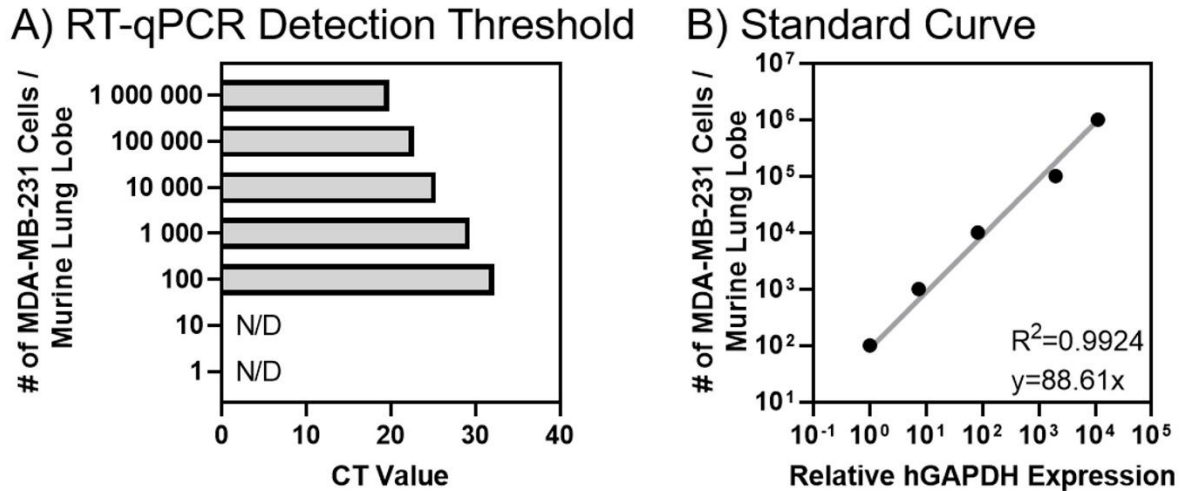 A) RT-qPCR Detection Threshold
# of MDA-MB-231 Cells /
Murine Lung Lobe
1 000 000
100 000
10 000
1 000
100
10
1
N/D
N/D
0 10 20 30 40
CT Value
B) Standard Curve
# of MDA-MB-231 Cells /
Murine Lung Lobe
10⁷
10⁶
10⁵
10⁴
10³
10²
10¹
R²=0.9924
y=88.61x
10⁻¹ 10⁰ 10¹ 10² 10³ 10⁴ 10⁵
Relative hGAPDH Expression